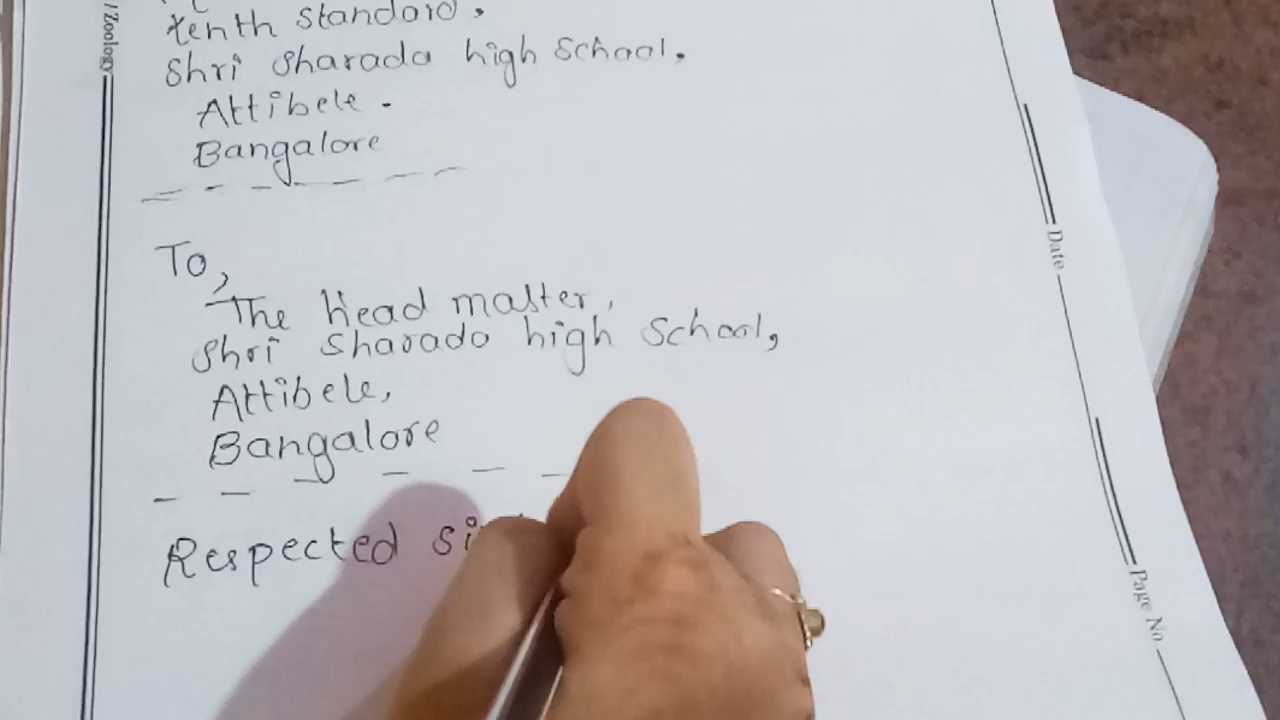 tenth standard,
Shri Sharada high School.
Attibele.
Bangalore
To,
The Head master,
Shri Sharada high School,
Attibele,
Bangalore
Respected
/ Zoology
Date
Page No